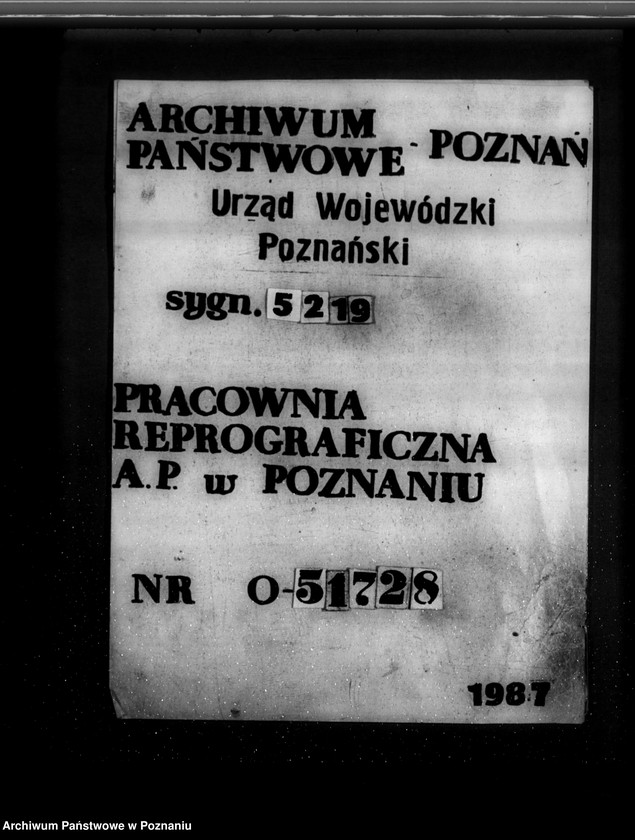 ARCHIWUM
PAŃSTWOWE - POZNAŃ
Urząd Wojewódzki
Poznański
sygn. 5219
PRACOWNIA
REPROGRAFICZNA
A.P. w POZNANIU
NR O-51728
1987
Archiwum Państwowe w Poznaniu